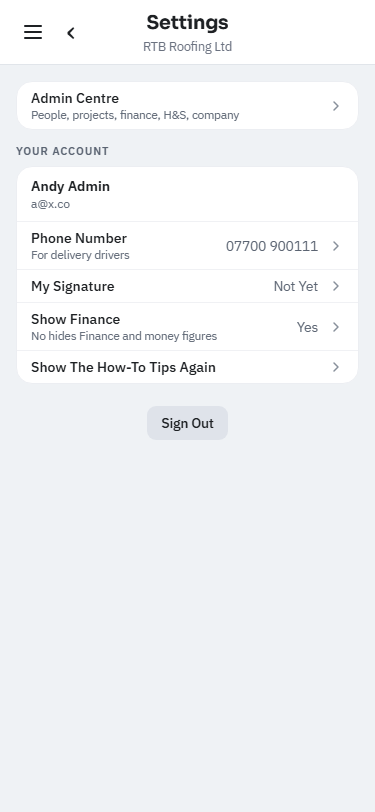 Settings
RTB Roofing Ltd
Admin Centre
People, projects, finance, H&S, company
YOUR ACCOUNT
Andy Admin
a@x.co
Phone Number
For delivery drivers
07700 900111
My Signature
Not Yet
Show Finance
No hides Finance and money figures
Yes
Show The How-To Tips Again
Sign Out